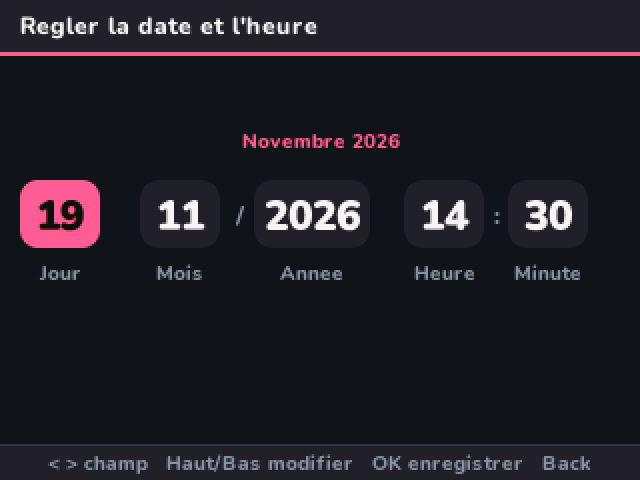 Regler la date et l'heure
Novembre 2026
19 11 / 2026 14 : 30
Jour Mois Annee Heure Minute
< > champ Haut/Bas modifier OK enregistrer Back